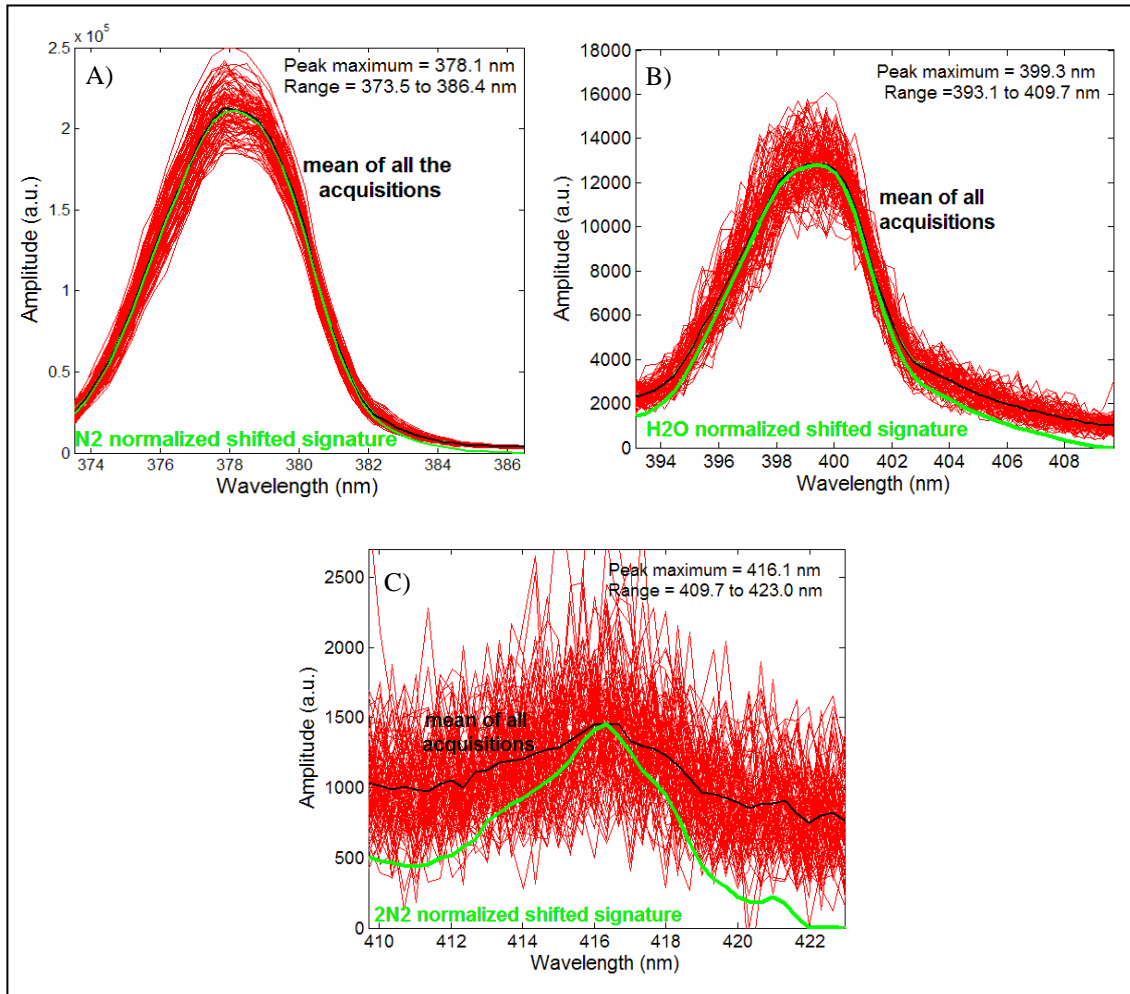 x 10^5
A)
Peak maximum = 378.1 nm
Range = 373.5 to 386.4 nm
mean of all the
acquisitions
N2 normalized shifted signature
2.5
2
1.5
1
0.5
0
374 376 378 380 382 384 386
Wavelength (nm)
Amplitude (a.u.)
B)
Peak maximum = 399.3 nm
Range =393.1 to 409.7 nm
mean of all
acquisitions
H2O normalized shifted signature
18000
16000
14000
12000
10000
8000
6000
4000
2000
0
394 396 398 400 402 404 406 408
Wavelength (nm)
Amplitude (a.u.)
C)
Peak maximum = 416.1 nm
Range = 409.7 to 423.0 nm
mean of all
acquisitions
2N2 normalized shifted signature
2500
2000
1500
1000
500
0
410 412 414 416 418 420 422
Wavelength (nm)
Amplitude (a.u.)